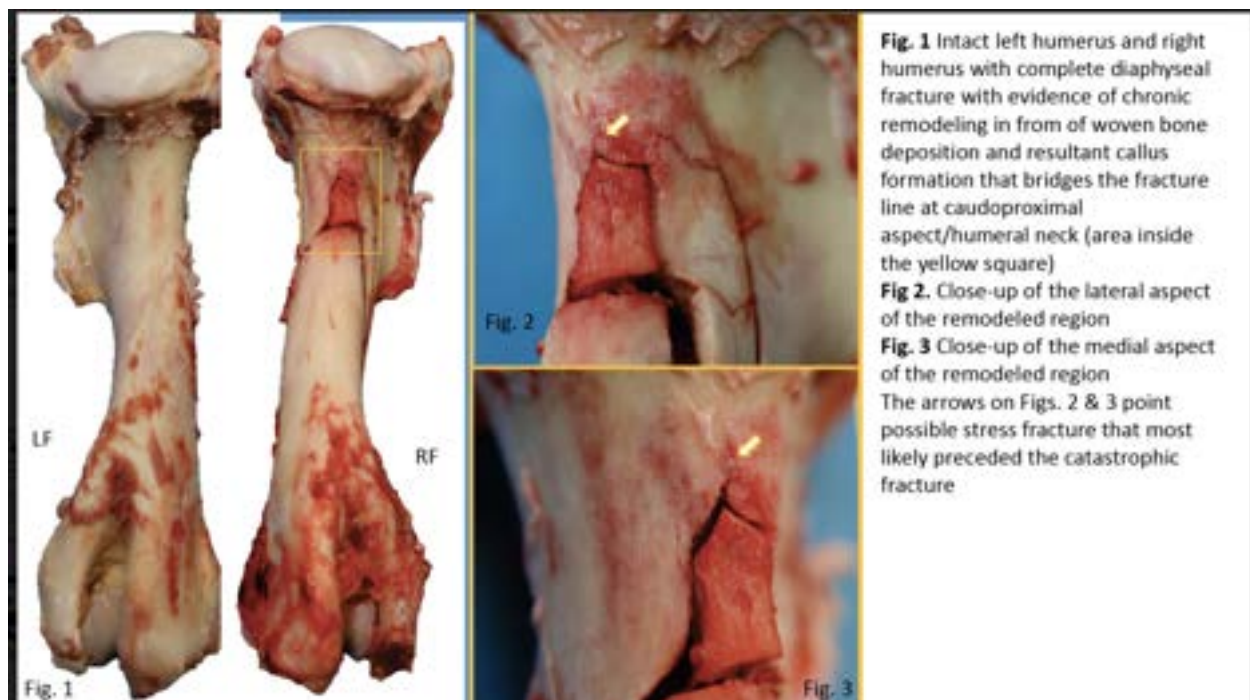 LF
RF
Fig. 1
Fig. 2
Fig. 3
Fig. 1 Intact left humerus and right
humerus with complete diaphyseal
fracture with evidence of chronic
remodeling in from of woven bone
deposition and resultant callus
formation that bridges the fracture
line at caudoproximal
aspect/humeral neck (area inside
the yellow square)
Fig 2. Close-up of the lateral aspect
of the remodeled region
Fig. 3 Close-up of the medial aspect
of the remodeled region
The arrows on Figs. 2 & 3 point
possible stress fracture that most
likely preceded the catastrophic
fracture